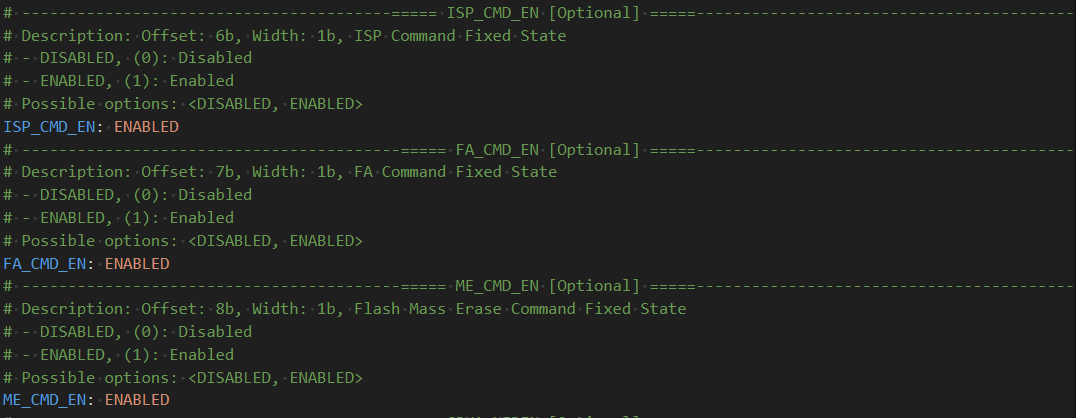 # ----------------------------------------===== ISP_CMD_EN [Optional] =====-----------------------------------------
# Description: Offset: 6b, Width: 1b, ISP Command Fixed State
# - DISABLED, (0): Disabled
# - ENABLED, (1): Enabled
# Possible options: <DISABLED, ENABLED>
ISP_CMD_EN: ENABLED
# -----------------------------------------===== FA_CMD_EN [Optional] =====-----------------------------------------
# Description: Offset: 7b, Width: 1b, FA Command Fixed State
# - DISABLED, (0): Disabled
# - ENABLED, (1): Enabled
# Possible options: <DISABLED, ENABLED>
FA_CMD_EN: ENABLED
# -----------------------------------------===== ME_CMD_EN [Optional] =====-----------------------------------------
# Description: Offset: 8b, Width: 1b, Flash Mass Erase Command Fixed State
# - DISABLED, (0): Disabled
# - ENABLED, (1): Enabled
# Possible options: <DISABLED, ENABLED>
ME_CMD_EN: ENABLED